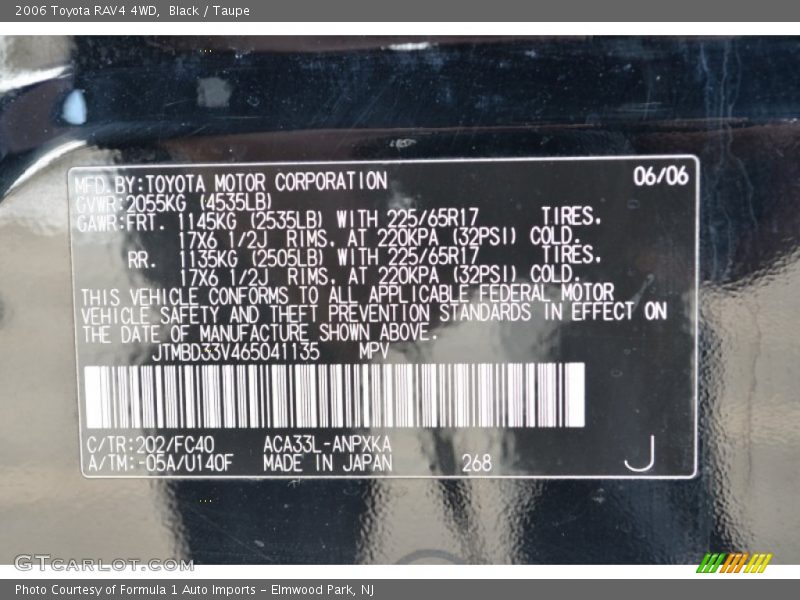 2006 Toyota RAV4 4WD, Black / Taupe
MFD.BY:TOYOTA MOTOR CORPORATION 06/06
GVWR:2055KG (4535LB)
GAWR:FRT. 1145KG (2535LB) WITH 225/65R17 TIRES.
17X6 1/2J RIMS. AT 220KPA (32PSI) COLD.
RR. 1135KG (2505LB) WITH 225/65R17 TIRES.
17X6 1/2J RIMS. AT 220KPA (32PSI) COLD.
THIS VEHICLE CONFORMS TO ALL APPLICABLE FEDERAL MOTOR
VEHICLE SAFETY AND THEFT PREVENTION STANDARDS IN EFFECT ON
THE DATE OF MANUFACTURE SHOWN ABOVE.
JTMBD33V465041135 MPV
C/TR:202/FC40 ACA33L-ANPXKA
A/TM:-05A/U140F MADE IN JAPAN 268 J
GTCARLOT.COM
Photo Courtesy of Formula 1 Auto Imports - Elmwood Park, NJ